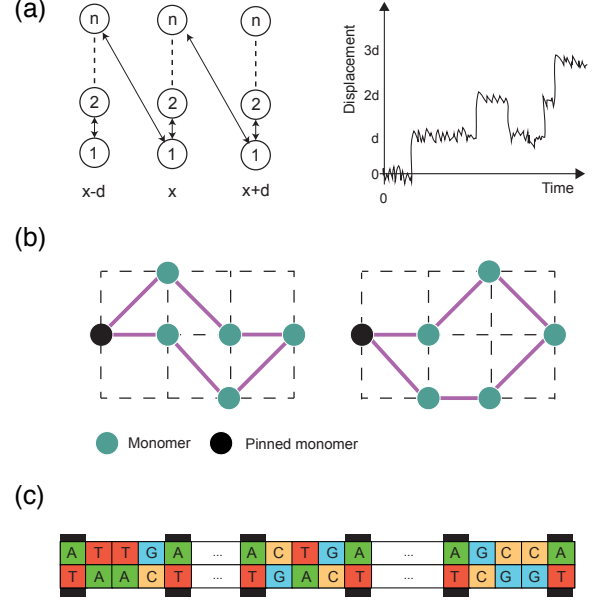 (a)
n n n
2 2 2
1 1 1
x-d x x+d
Displacement
3d
2d
d
0
0
Time
(b)
Monomer Pinned monomer
(c)
A T T G A ... A C T G A ... A G C C A
T A A C T ... T G A C T ... T C G G T